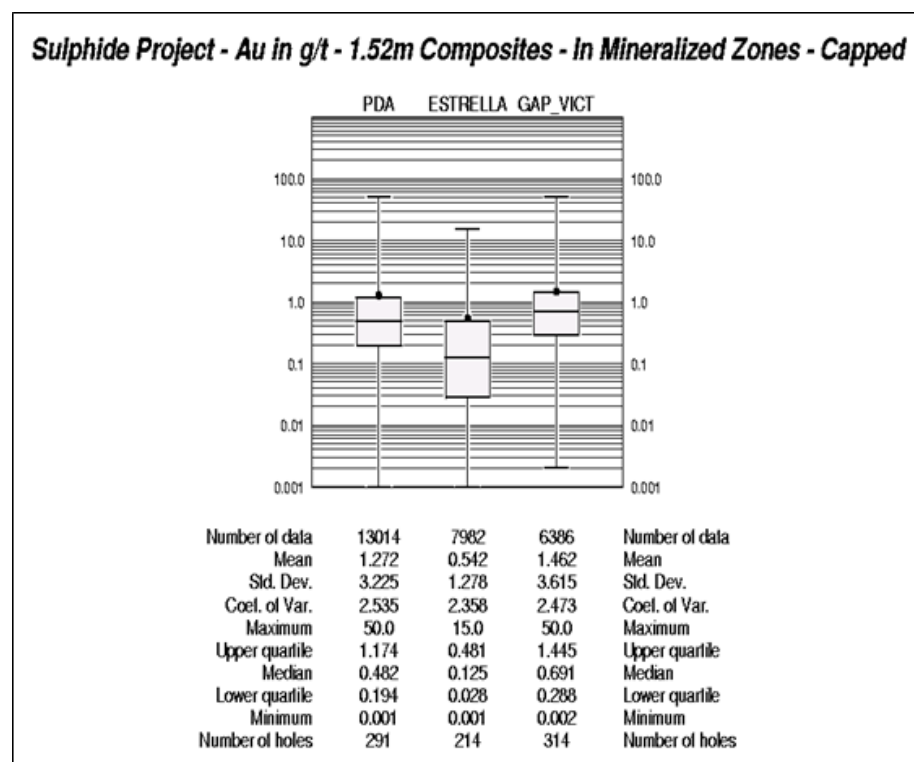 Sulphide Project - Au in g/t - 1.52m Composites - In Mineralized Zones - Capped
PDA ESTRELLA GAP_VICT
100.0 100.0
10.0 10.0
1.0 1.0
0.1 0.1
0.01 0.01
0.001 0.001
Number of data 13014 7982 6386 Number of data
Mean 1.272 0.542 1.462 Mean
Std. Dev. 3.225 1.278 3.615 Std. Dev.
Coef. of Var. 2.535 2.358 2.473 Coef. of Var.
Maximum 50.0 15.0 50.0 Maximum
Upper quartile 1.174 0.481 1.445 Upper quartile
Median 0.482 0.125 0.691 Median
Lower quartile 0.194 0.028 0.288 Lower quartile
Minimum 0.001 0.001 0.002 Minimum
Number of holes 291 214 314 Number of holes